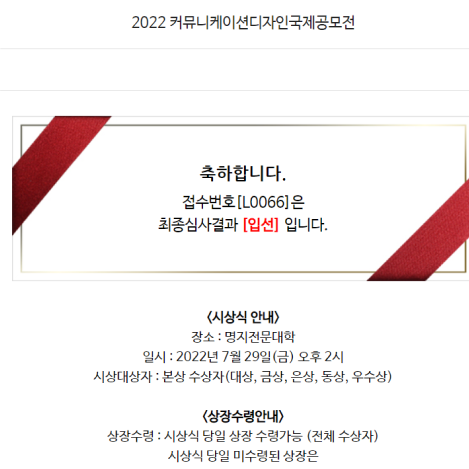 2022 커뮤니케이션디자인국제공모전
축하합니다.
접수번호[L0066]은
최종심사결과 [입선] 입니다.
<시상식 안내>
장소 : 명지전문대학
일시 : 2022년 7월 29일(금) 오후 2시
시상대상자 : 본상 수상자(대상, 금상, 은상, 동상, 우수상)
<상장수령안내>
상장수령 : 시상식 당일 상장 수령가능 (전체 수상자)
시상식 당일 미수령된 상장은